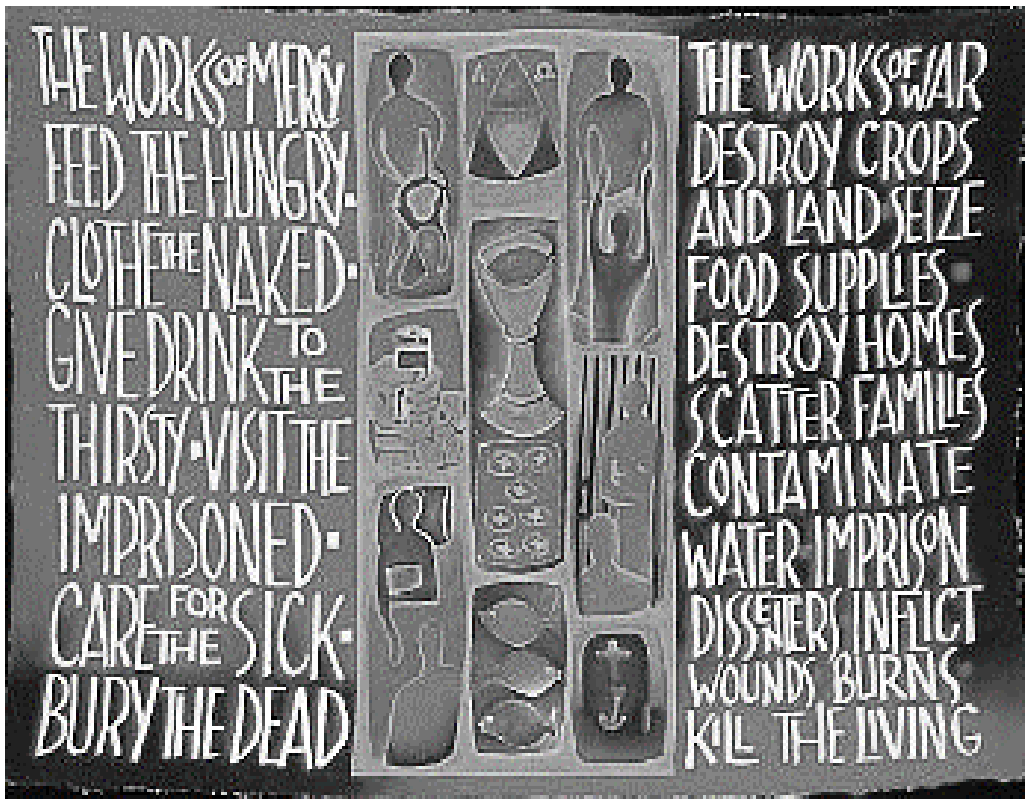 THE WORKS OF MERCY
FEED THE HUNGRY·
CLOTHE THE NAKED·
GIVE DRINK TO THE
THIRSTY·VISIT THE
IMPRISONED·
CARE FOR THE SICK·
BURY THE DEAD
Α Ω
THE WORKS OF WAR
DESTROY CROPS
AND LAND SEIZE
FOOD SUPPLIES·
DESTROY HOMES
SCATTER FAMILIES
CONTAMINATE
WATER·IMPRISON
DISSENTERS INFLICT
WOUNDS, BURNS·
KILL THE LIVING